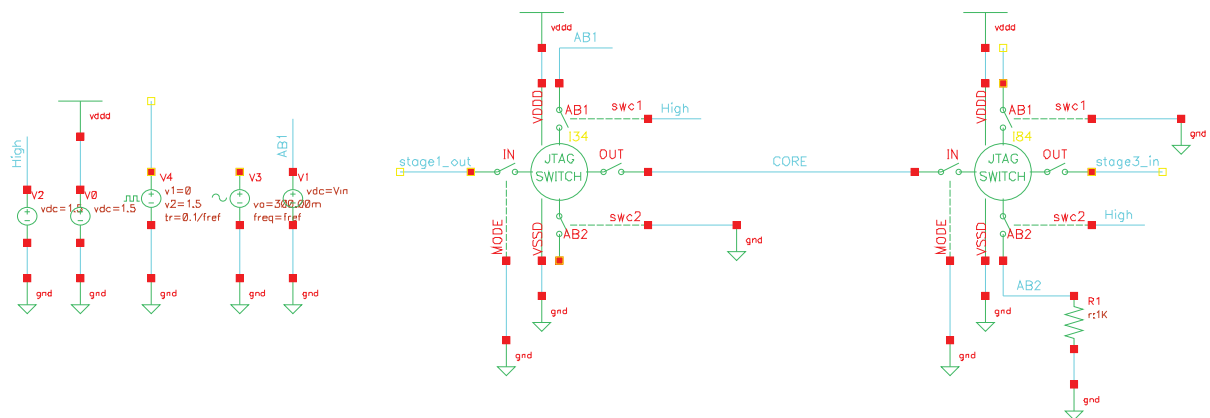 vddd
High
V2
vdc=1.5
gnd
V0
vdc=1.5
gnd
V4
v1=0
v2=1.5
tr=0.1/fref
gnd
V3
vo=300.00m
freq=fref
gnd
AB1
V1
vdc=Vin
gnd
vddd
AB1
VDDD
AB1
swc1
High
I34
stage1_out
IN
JTAG
SWITCH
OUT
CORE
MODE
VSSD
AB2
swc2
gnd
gnd
gnd
vddd
VDDD
AB1
swc1
gnd
I84
IN
JTAG
SWITCH
OUT
stage3_in
MODE
VSSD
AB2
swc2
High
gnd
gnd
AB2
R1
r:1K
gnd